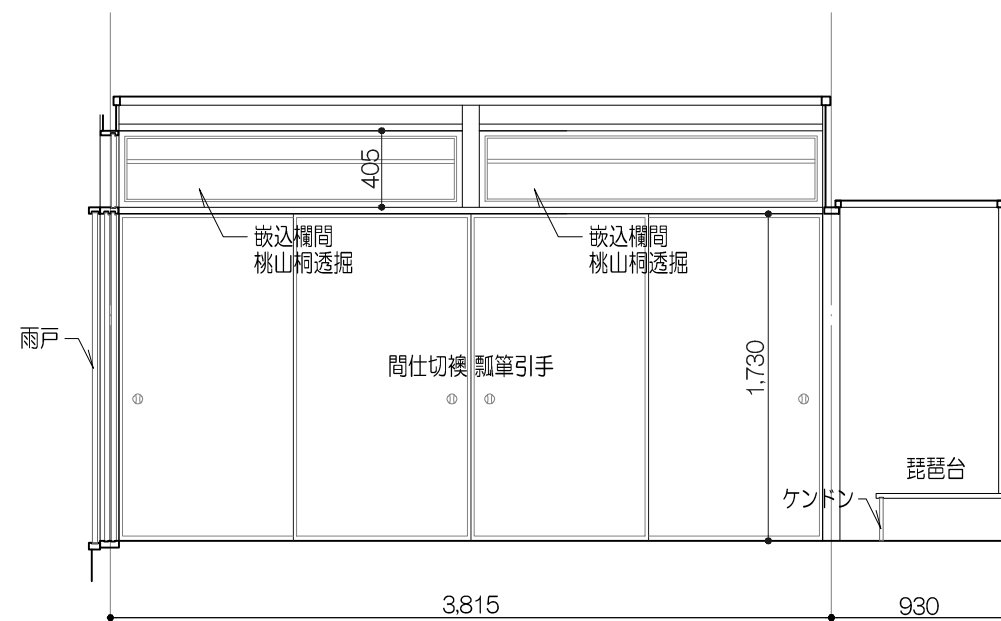 405
嵌込欄間
桃山桐透掘
嵌込欄間
桃山桐透掘
雨戸
間仕切襖 瓢箪引手
1,730
琵琶台
ケンドン
3,815
930